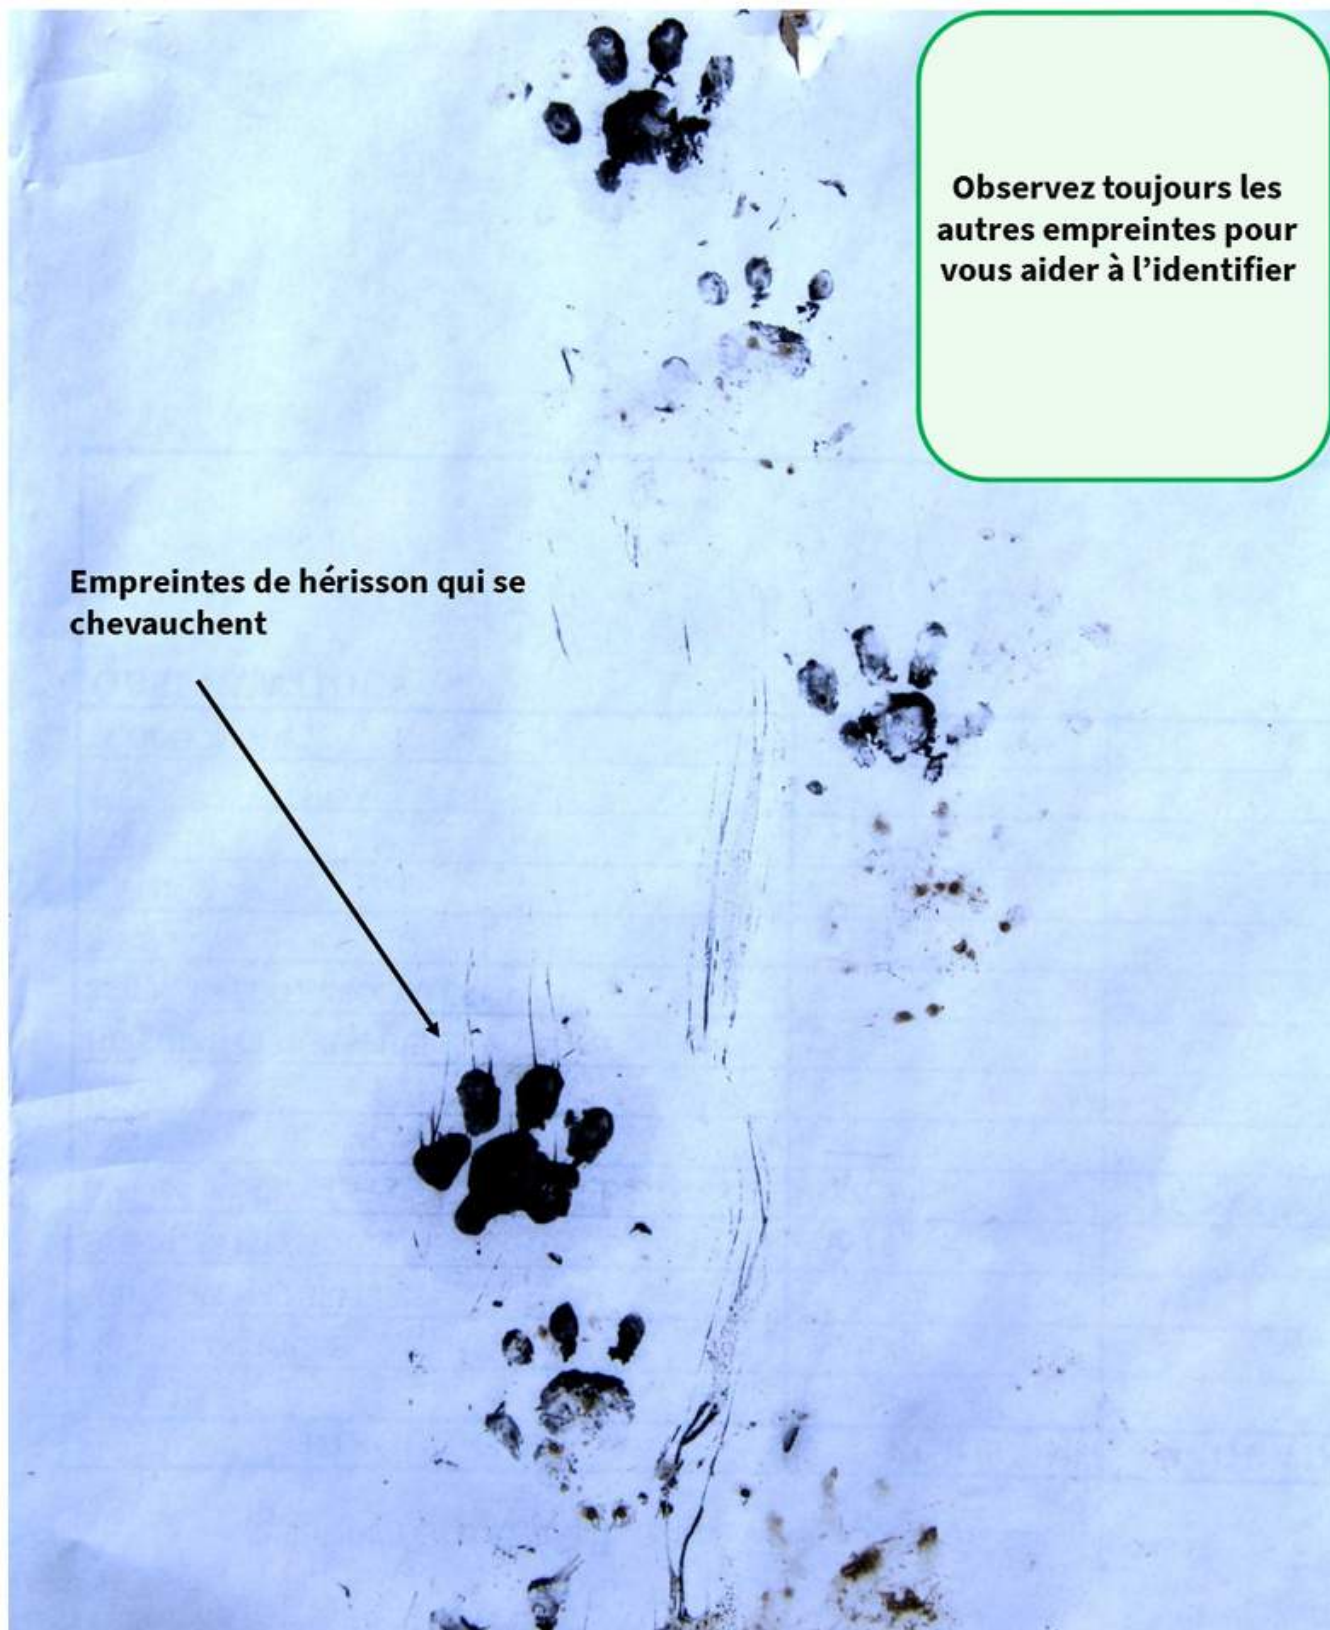 Observez toujours les
autres empreintes pour
vous aider à l'identifier
Empreintes de hérisson qui se
chevauchent